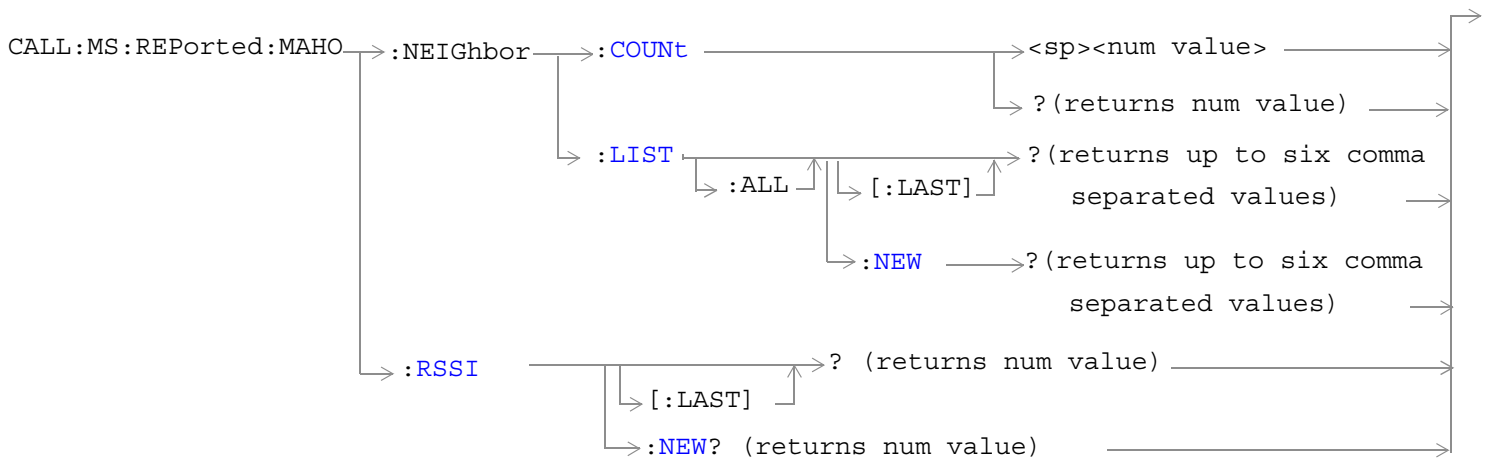 CALL:MS:REPorted:MAHO :NEIGhbor :COUNt <sp><num value>
?(returns num value)
:LIST :ALL [:LAST] ?(returns up to six comma
separated values)
:NEW ?(returns up to six comma
separated values)
:RSSI ? (returns num value)
[:LAST]
:NEW? (returns num value)